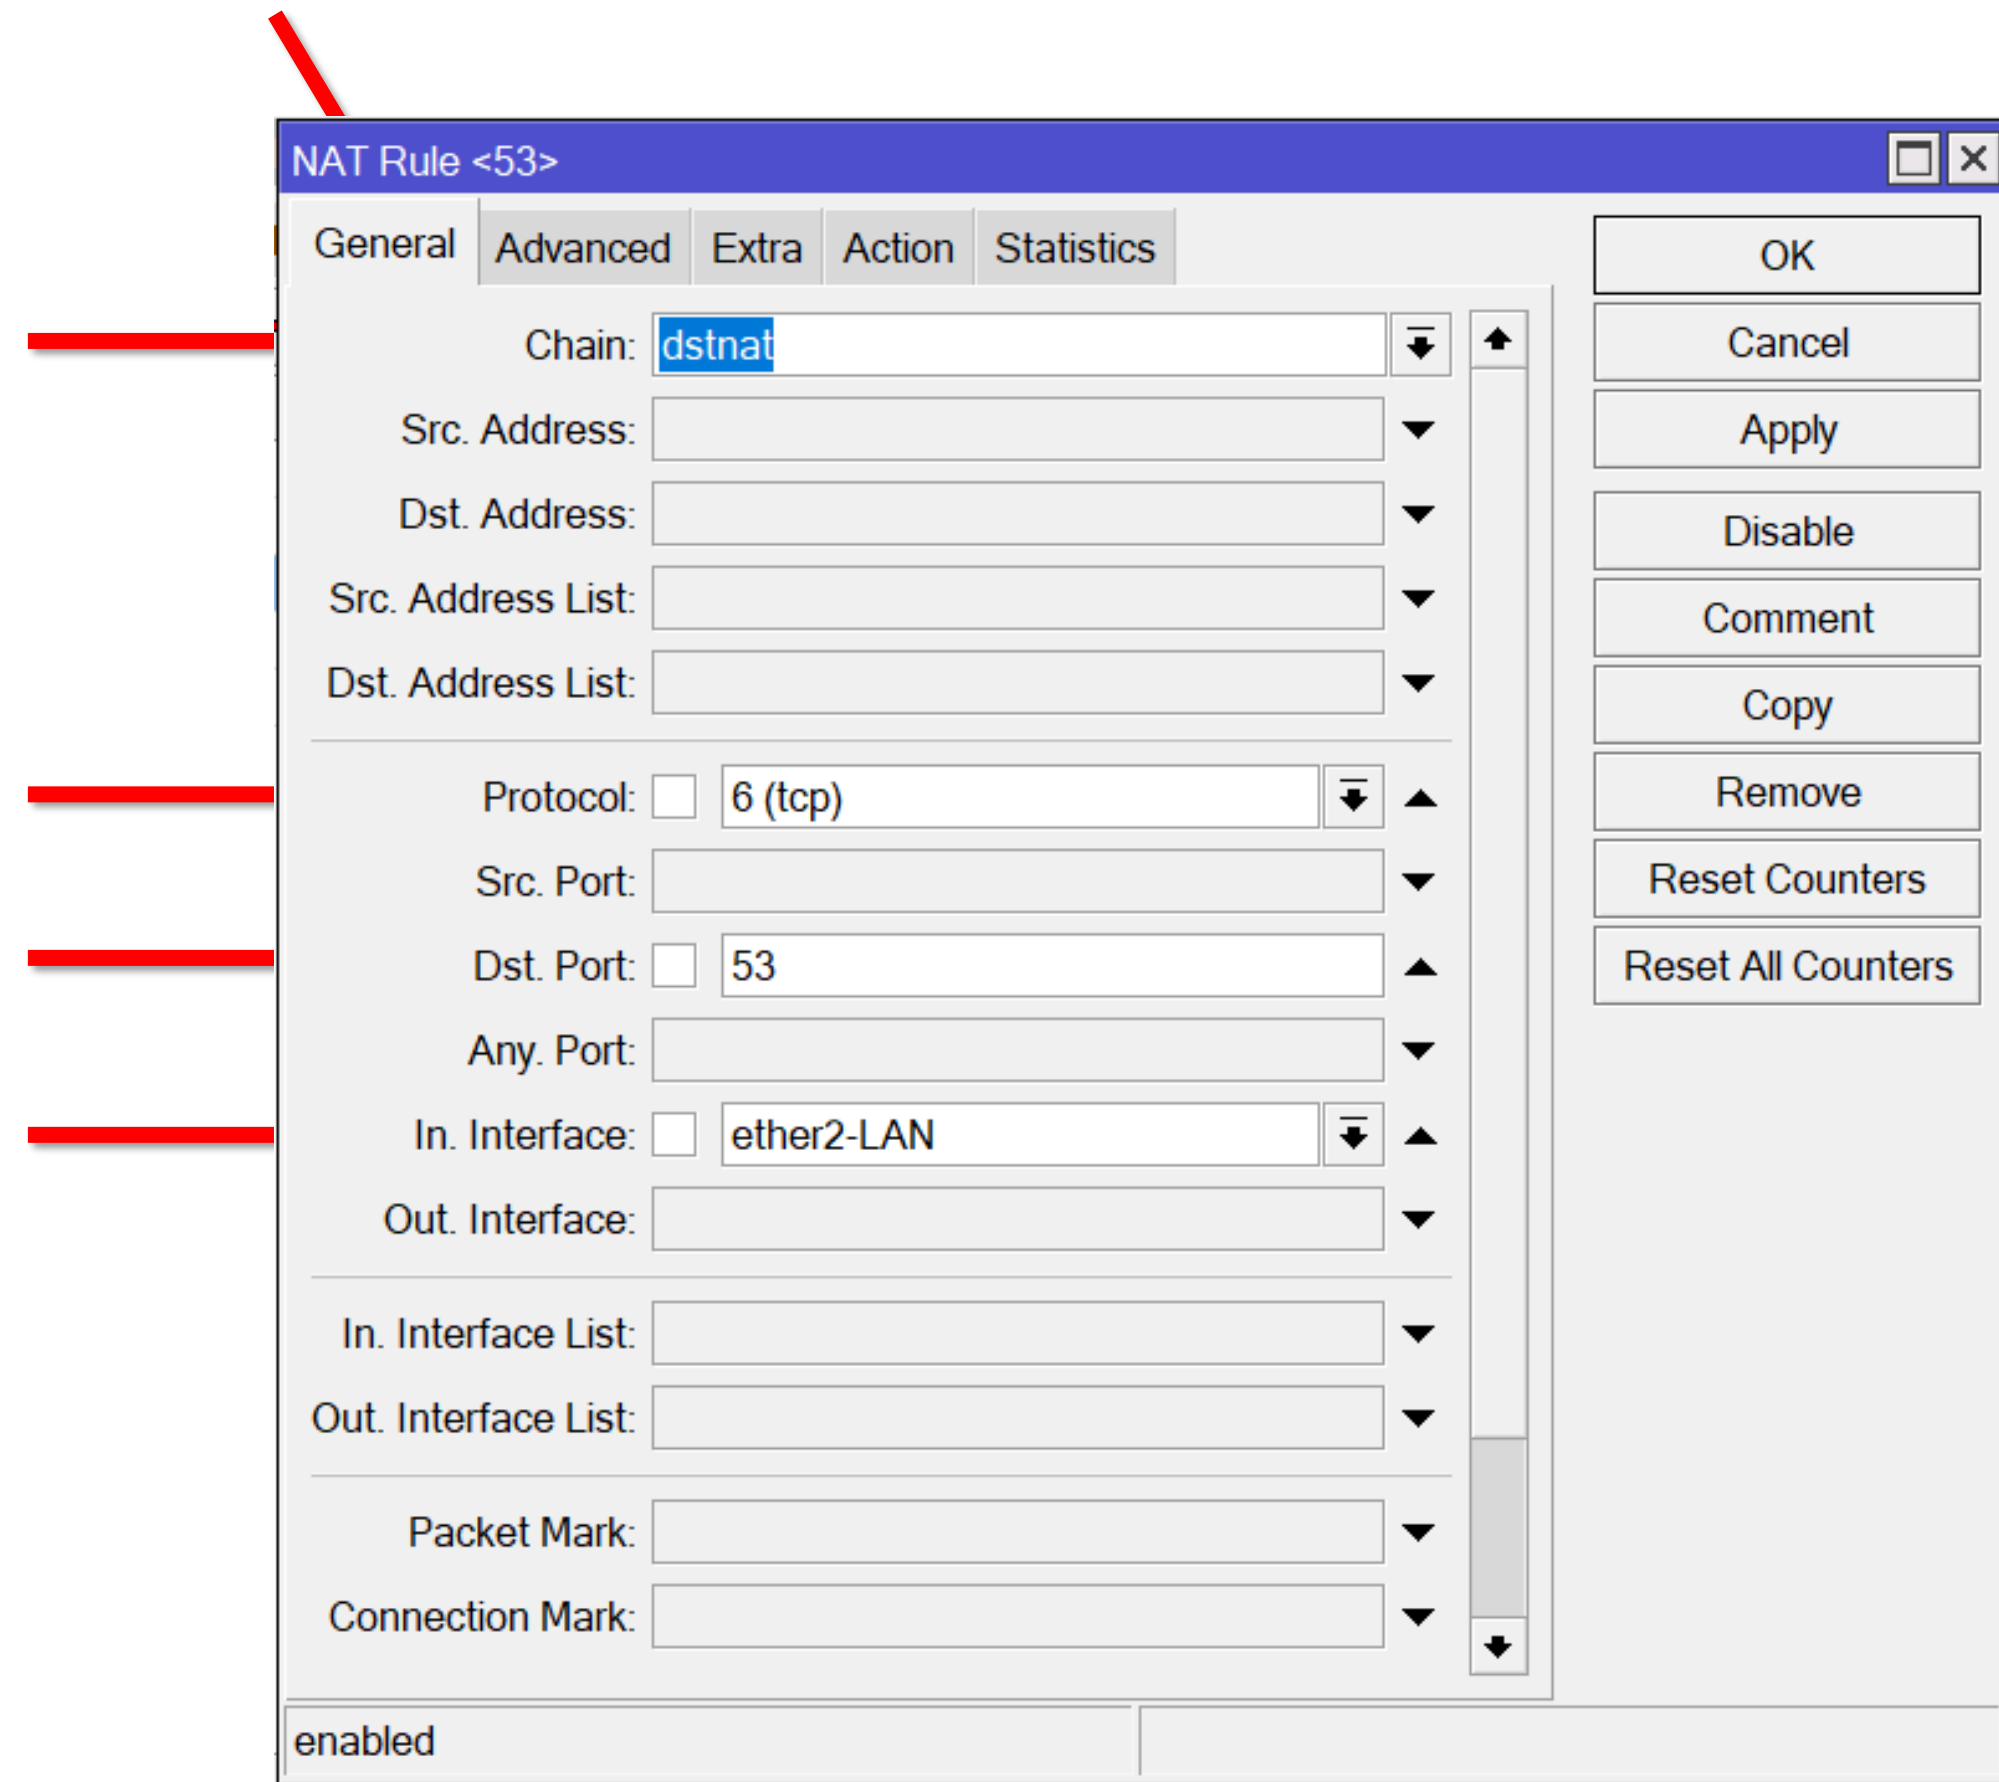 NAT Rule <53>
General Advanced Extra Action Statistics
Chain: dstnat
Src. Address:
Dst. Address:
Src. Address List:
Dst. Address List:
Protocol: 6 (tcp)
Src. Port:
Dst. Port: 53
Any. Port:
In. Interface: ether2-LAN
Out. Interface:
In. Interface List:
Out. Interface List:
Packet Mark:
Connection Mark:
OK
Cancel
Apply
Disable
Comment
Copy
Remove
Reset Counters
Reset All Counters
enabled